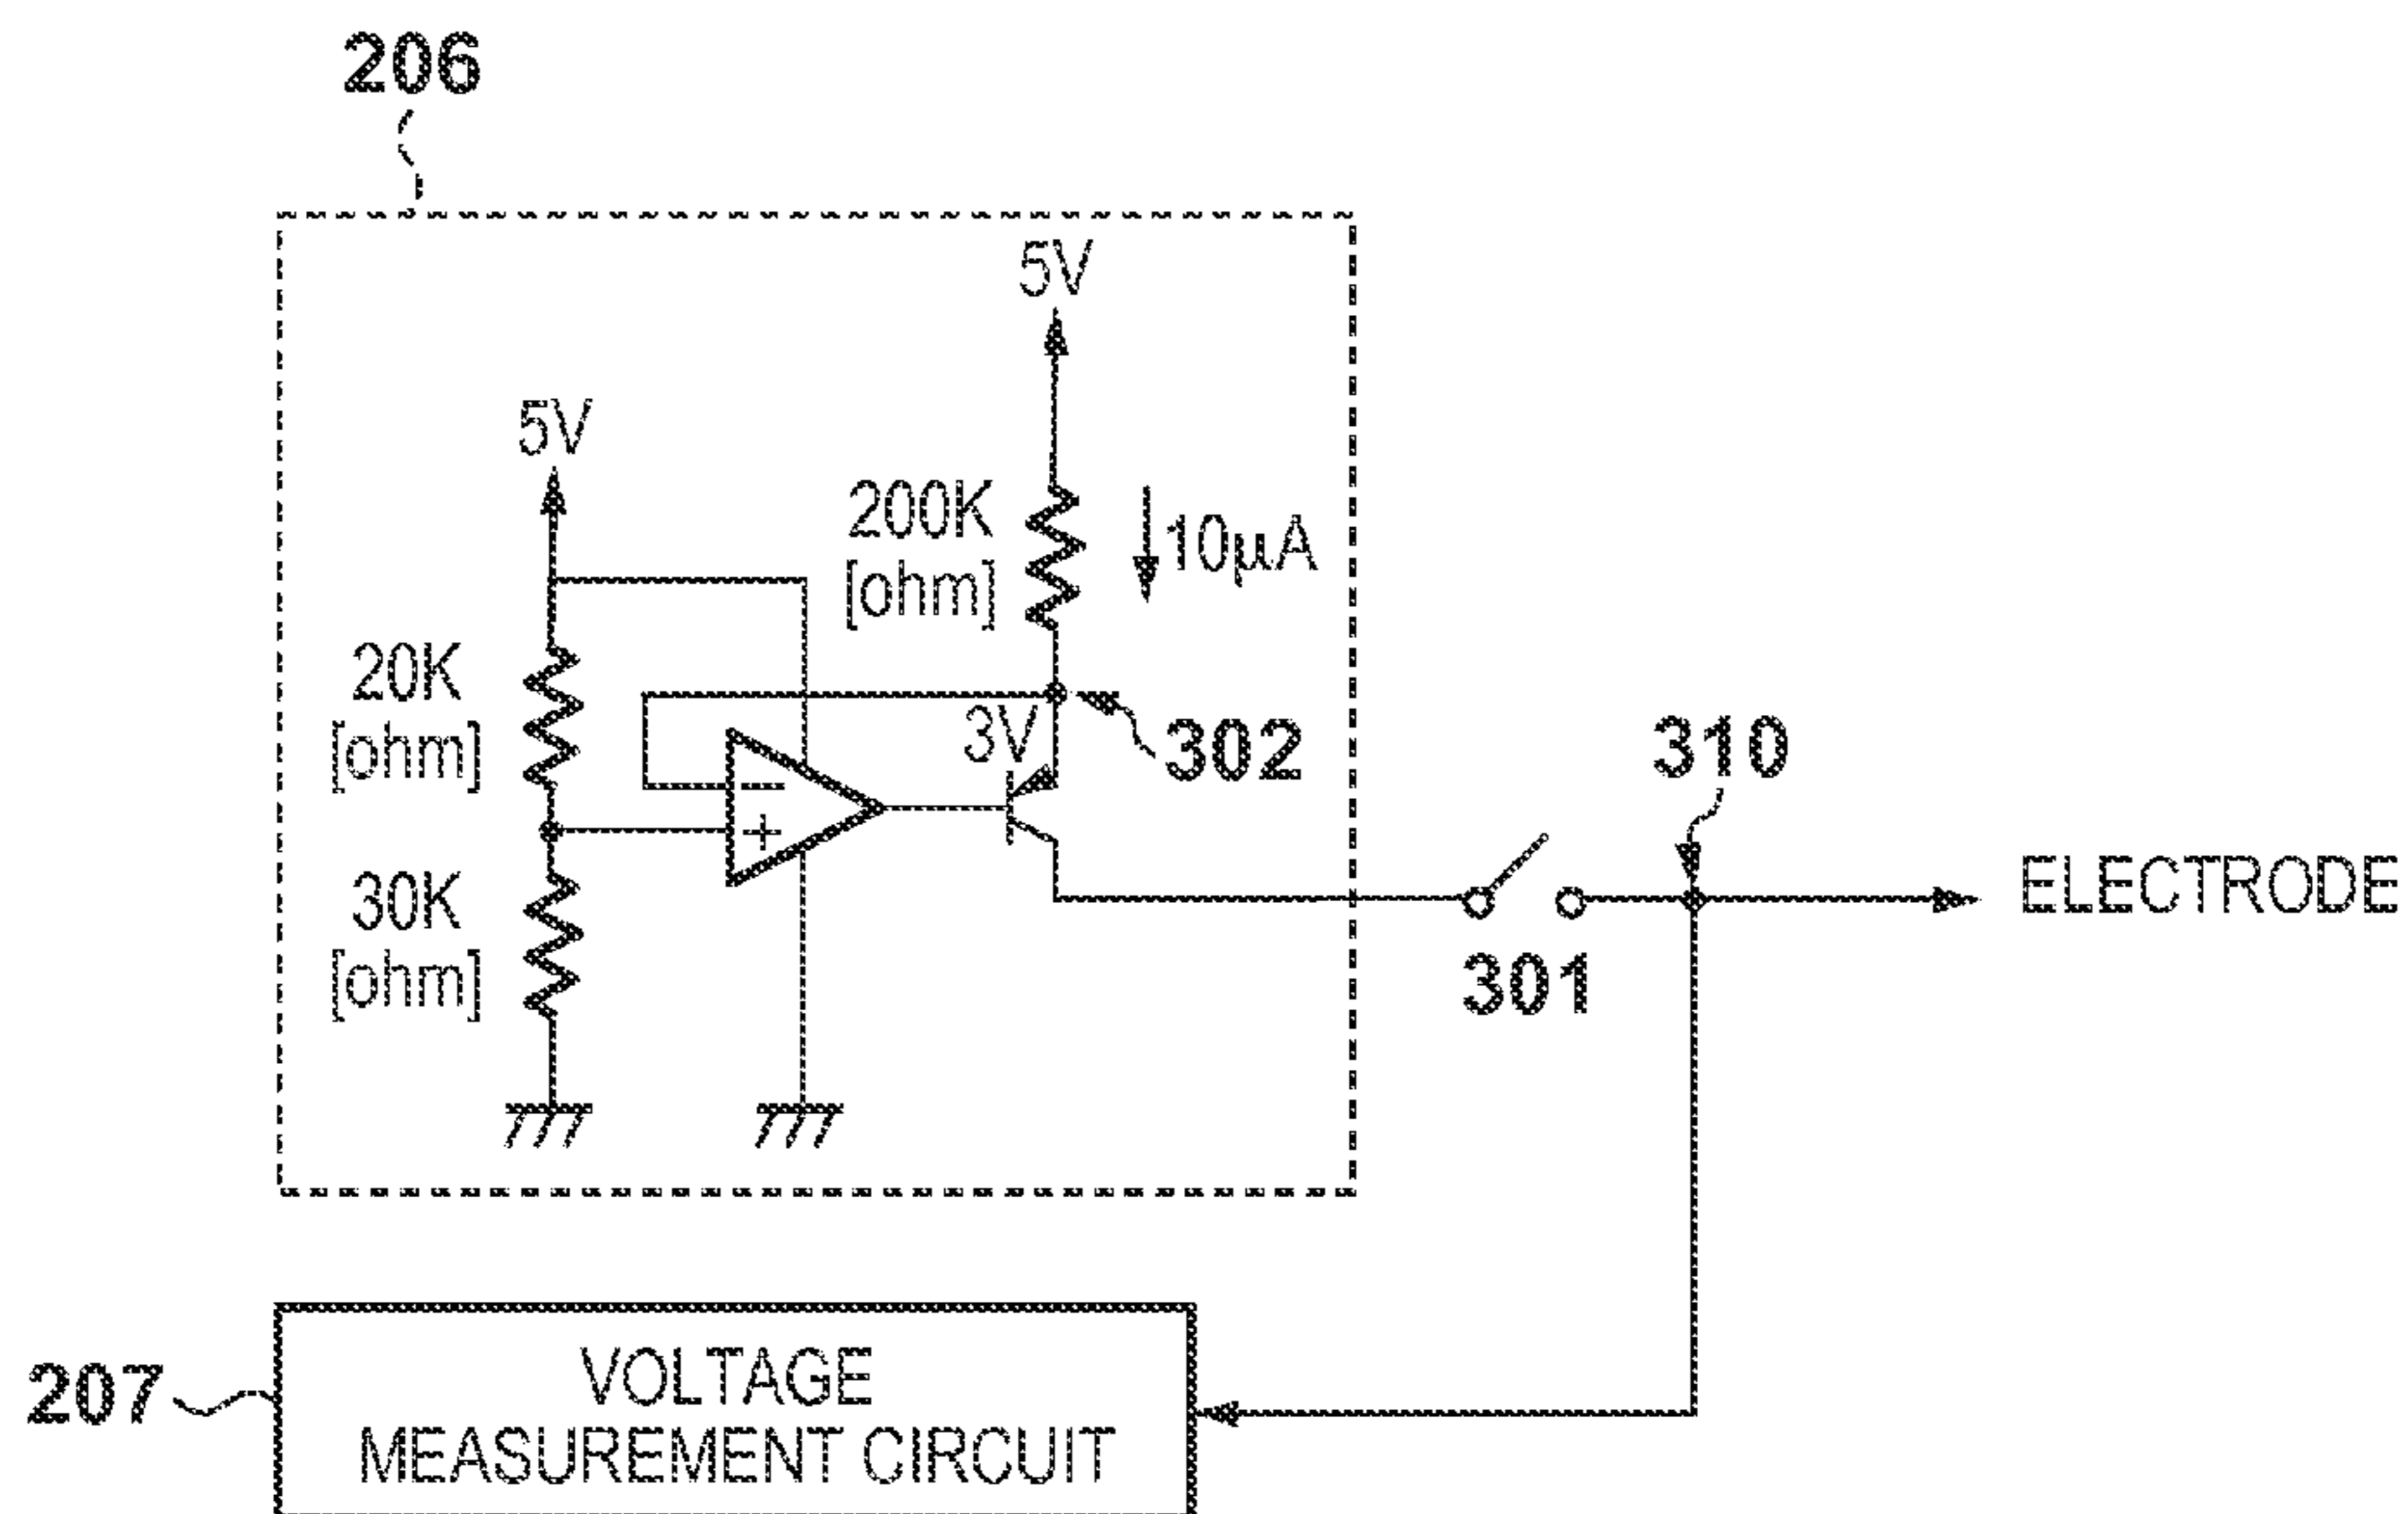 206
5V
5V
200K
[ohm]
10μA
20K
[ohm]
3V
302
310
30K
[ohm]
ELECTRODE
301
207
VOLTAGE
MEASUREMENT CIRCUIT